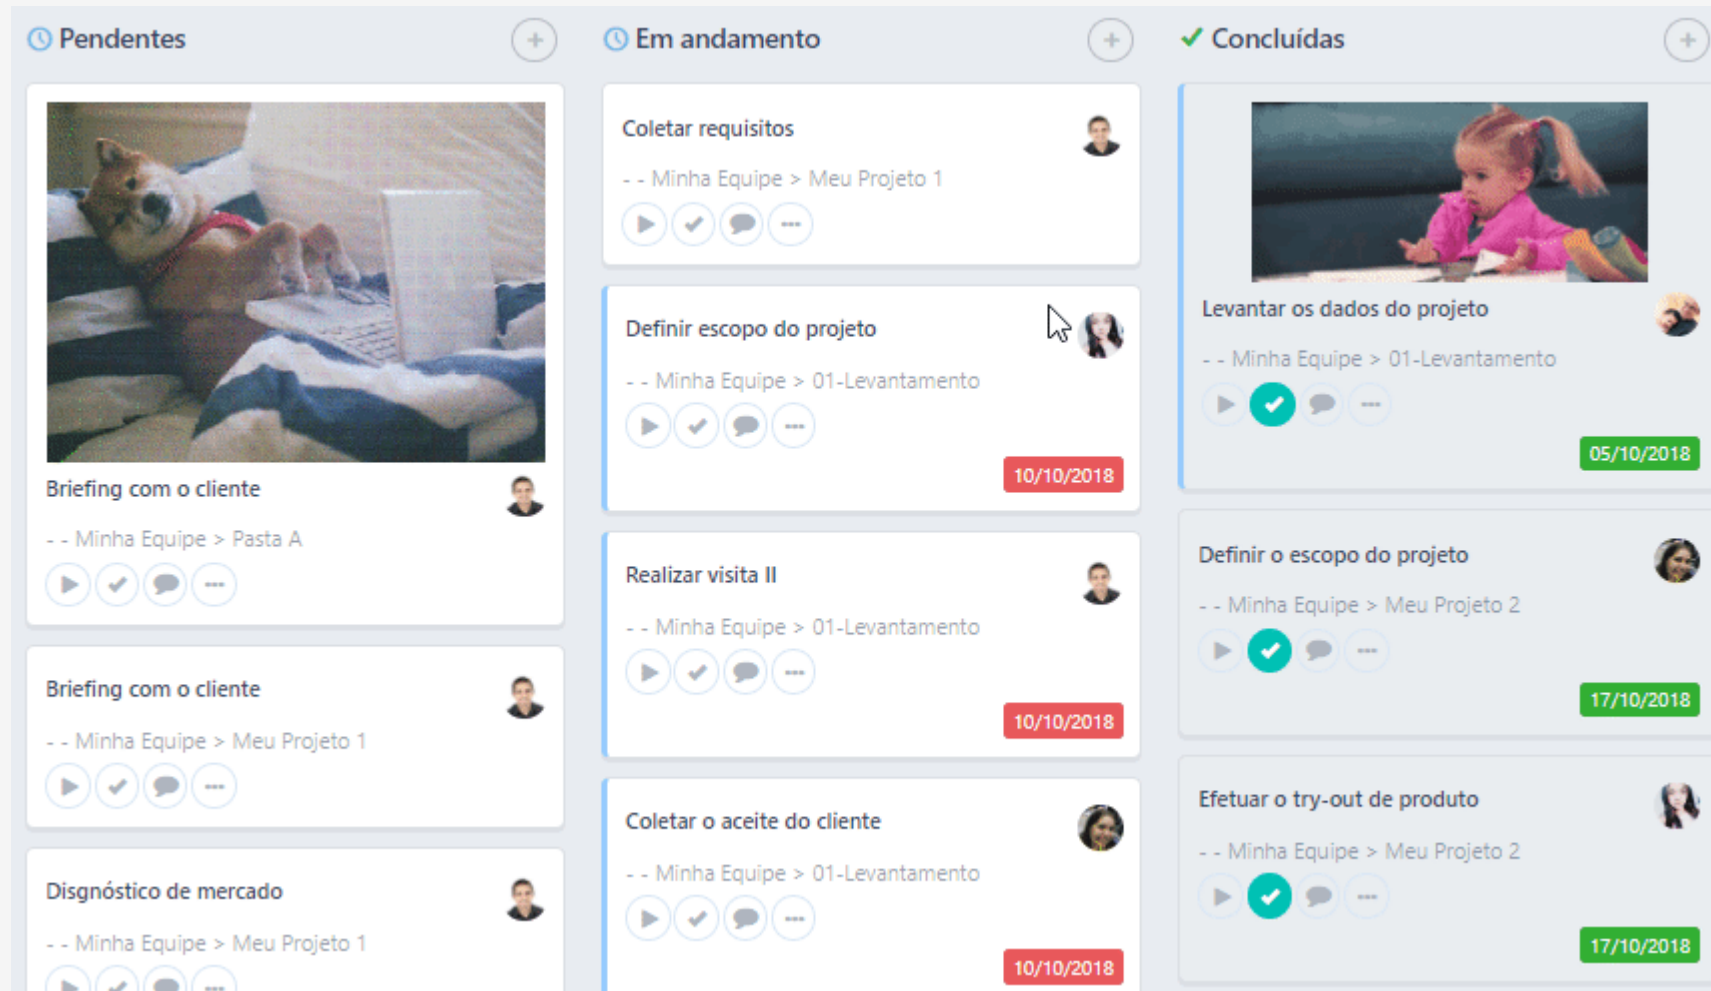 Pendentes
Briefing com o cliente
- - Minha Equipe > Pasta A
Briefing com o cliente
- - Minha Equipe > Meu Projeto 1
Disgnóstico de mercado
- - Minha Equipe > Meu Projeto 1
Em andamento
Coletar requisitos
- - Minha Equipe > Meu Projeto 1
Definir escopo do projeto
- - Minha Equipe > 01-Levantamento
10/10/2018
Realizar visita II
- - Minha Equipe > 01-Levantamento
10/10/2018
Coletar o aceite do cliente
- - Minha Equipe > 01-Levantamento
10/10/2018
Concluídas
Levantar os dados do projeto
- - Minha Equipe > 01-Levantamento
05/10/2018
Definir o escopo do projeto
- - Minha Equipe > Meu Projeto 2
17/10/2018
Efetuar o try-out de produto
- - Minha Equipe > Meu Projeto 2
17/10/2018